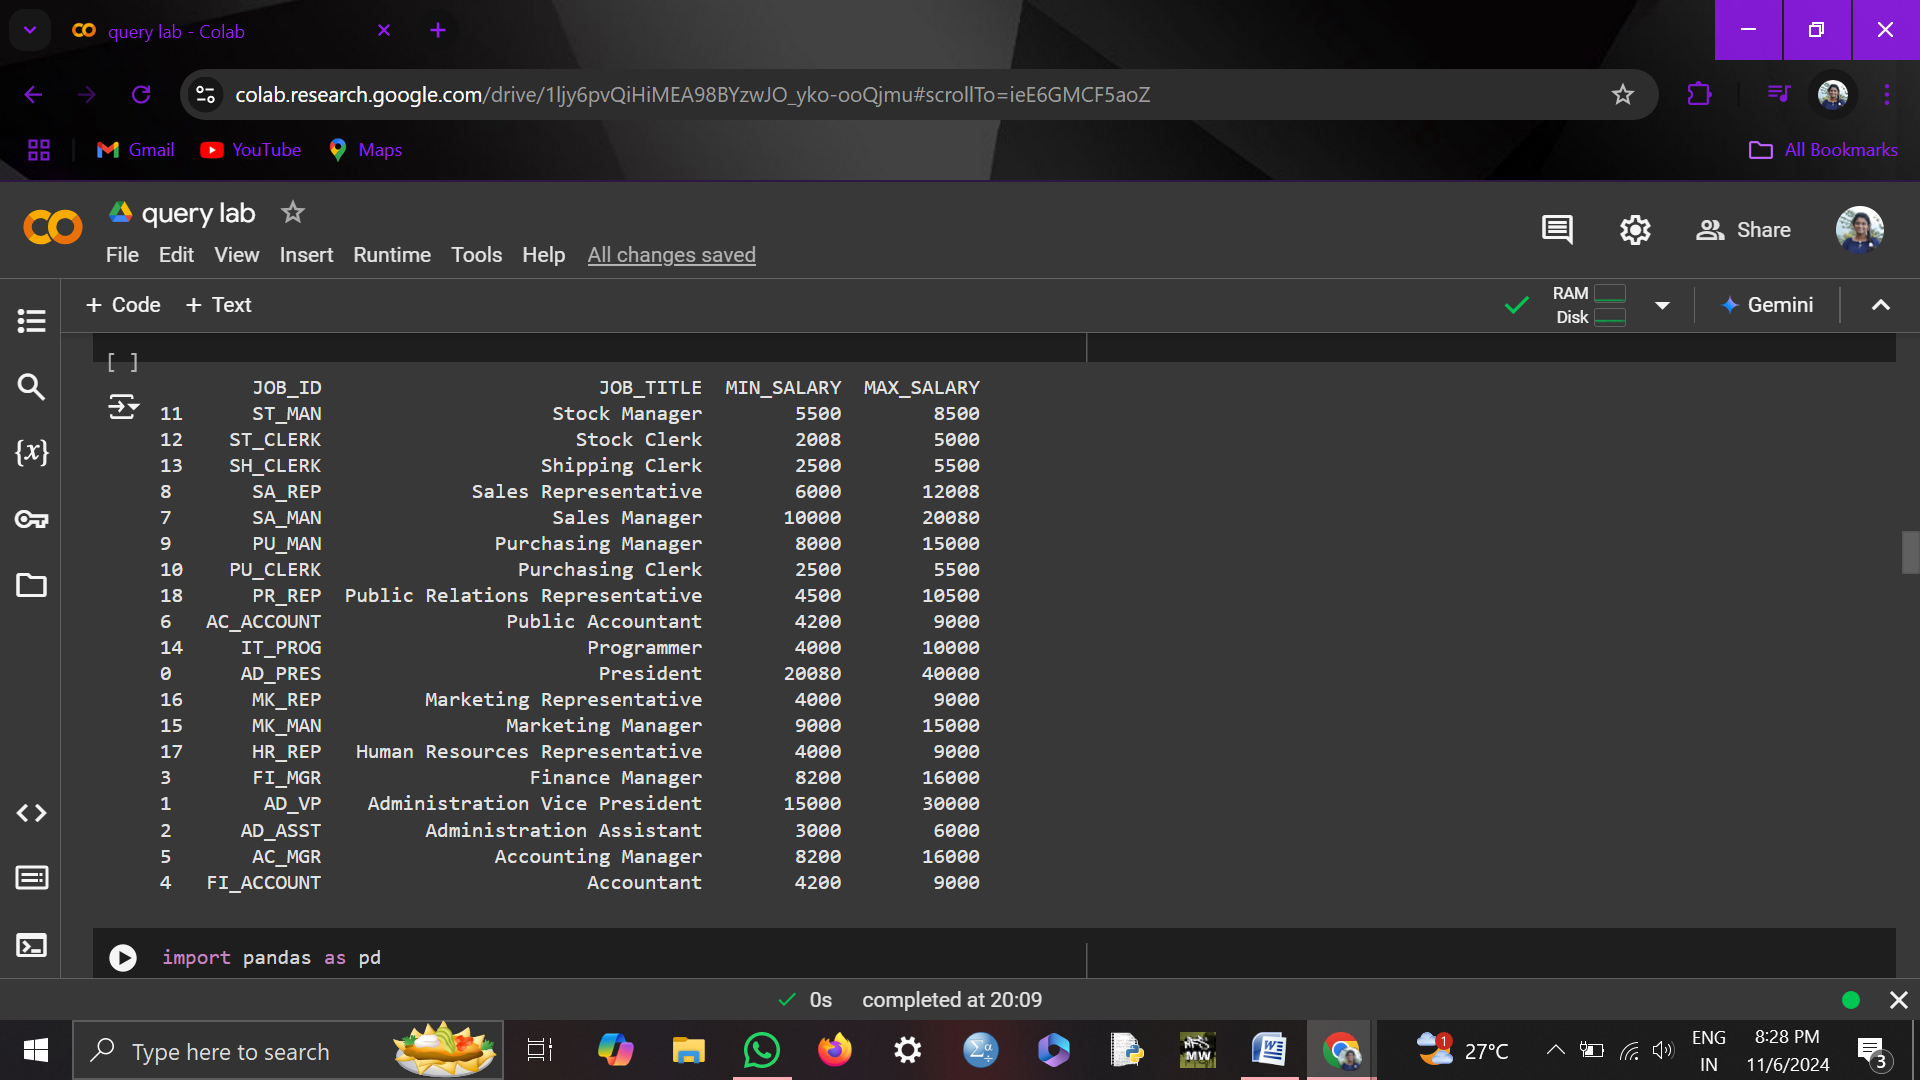 query lab - Colab
colab.research.google.com/drive/1ljy6pvQiHiMEA98BYzwJO_yko-ooQjmu#scrollTo=ieE6GMCF5aoZ
Gmail YouTube Maps All Bookmarks
query lab
File Edit View Insert Runtime Tools Help All changes saved
Share
+ Code + Text
RAM
Disk
Gemini
[ ]
JOB_ID JOB_TITLE MIN_SALARY MAX_SALARY
11 ST_MAN Stock Manager 5500 8500
12 ST_CLERK Stock Clerk 2008 5000
13 SH_CLERK Shipping Clerk 2500 5500
8 SA_REP Sales Representative 6000 12008
7 SA_MAN Sales Manager 10000 20080
9 PU_MAN Purchasing Manager 8000 15000
10 PU_CLERK Purchasing Clerk 2500 5500
18 PR_REP Public Relations Representative 4500 10500
6 AC_ACCOUNT Public Accountant 4200 9000
14 IT_PROG Programmer 4000 10000
0 AD_PRES President 20080 40000
16 MK_REP Marketing Representative 4000 9000
15 MK_MAN Marketing Manager 9000 15000
17 HR_REP Human Resources Representative 4000 9000
3 FI_MGR Finance Manager 8200 16000
1 AD_VP Administration Vice President 15000 30000
2 AD_ASST Administration Assistant 3000 6000
5 AC_MGR Accounting Manager 8200 16000
4 FI_ACCOUNT Accountant 4200 9000
{x}
import pandas as pd
0s completed at 20:09
Type here to search
MW
1
27°C
ENG
IN
8:28 PM
11/6/2024
3